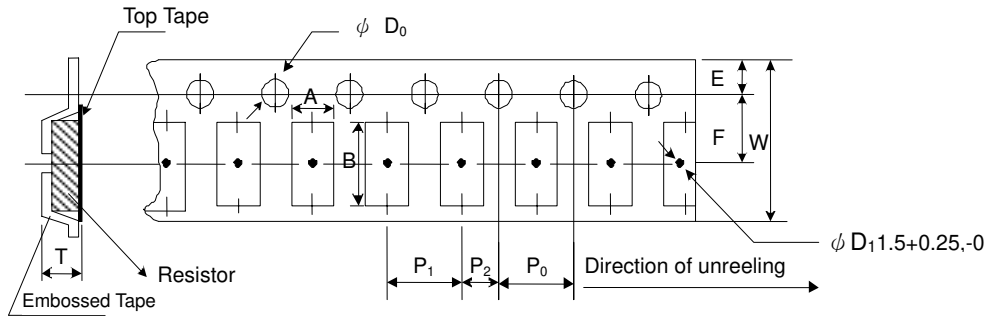 Top Tape
ϕ D₀
A
B
E
F
W
T
Resistor
Embossed Tape
P₁
P₂
P₀
Direction of unreeling
ϕ D₁1.5+0.25,-0